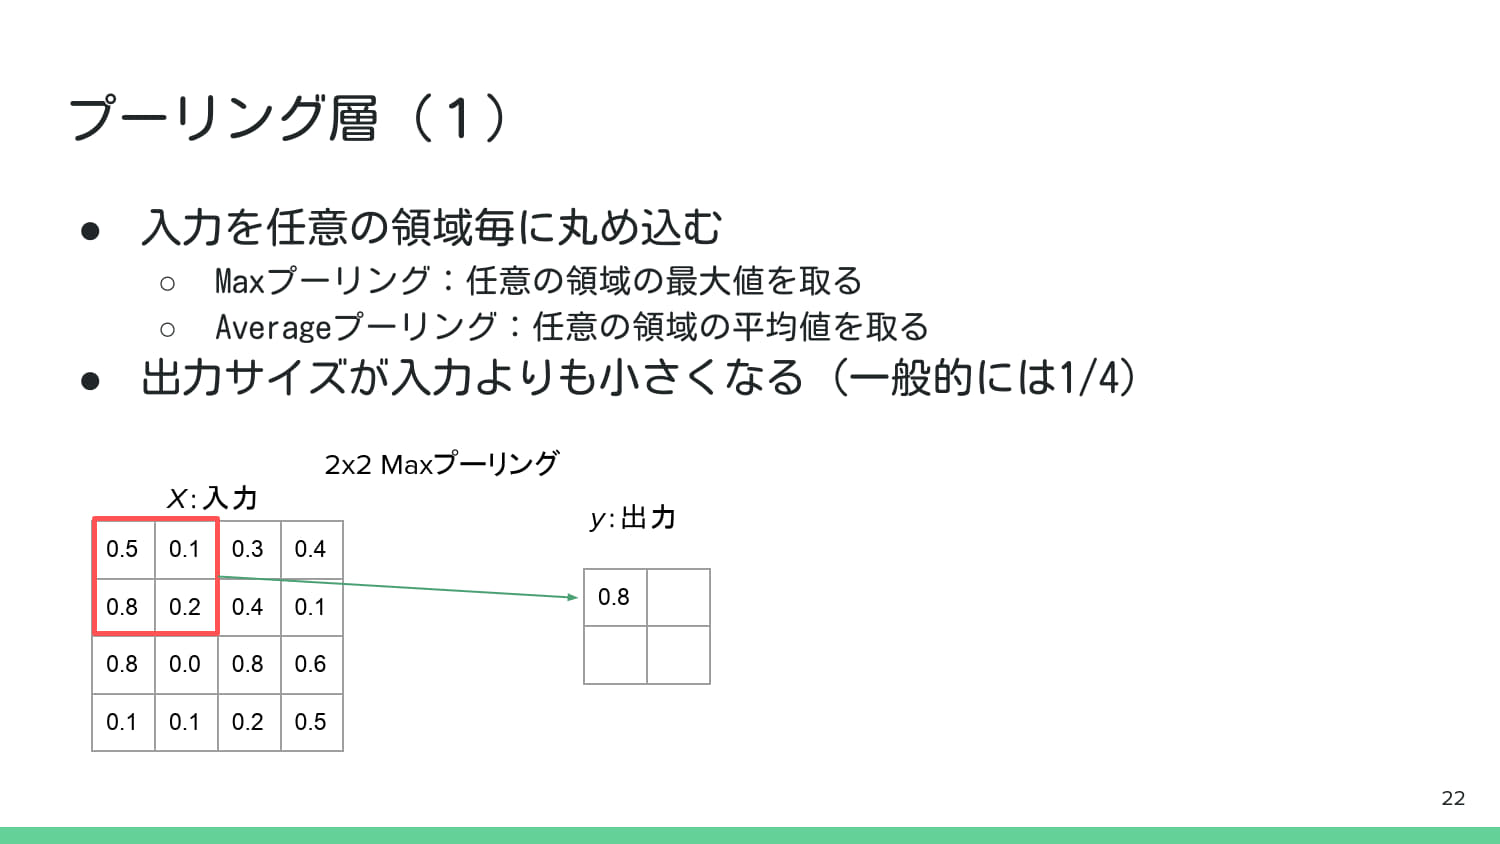 プーリング層（１）
● 入力を任意の領域毎に丸め込む
○ Maxプーリング：任意の領域の最大値を取る
○ Averageプーリング：任意の領域の平均値を取る
● 出力サイズが入力よりも小さくなる（一般的には1/4）
2x2 Maxプーリング
X:入力
y:出力
0.5 0.1 0.3 0.4
0.8 0.2 0.4 0.1
0.8 0.0 0.8 0.6
0.1 0.1 0.2 0.5
0.8
22